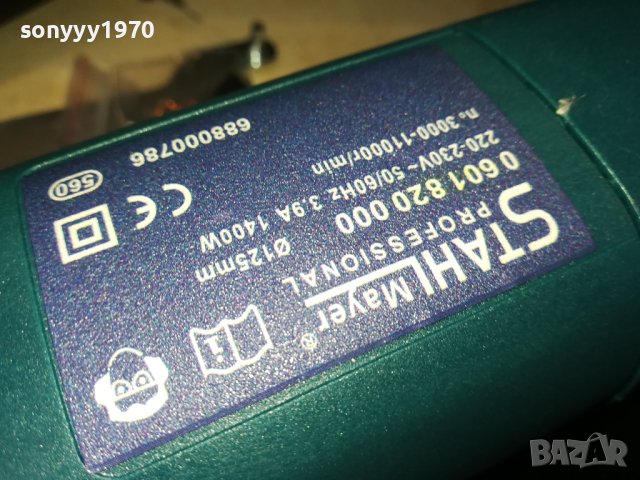 sonyyy1970
STAHLMayer®
PROFESSIONAL
0 601 820 000
Ø125mm
220-230V~ 50/60Hz 3.9A 1400W
n₀ 3000-11000r/min
CE
560
688000786
BAZAR